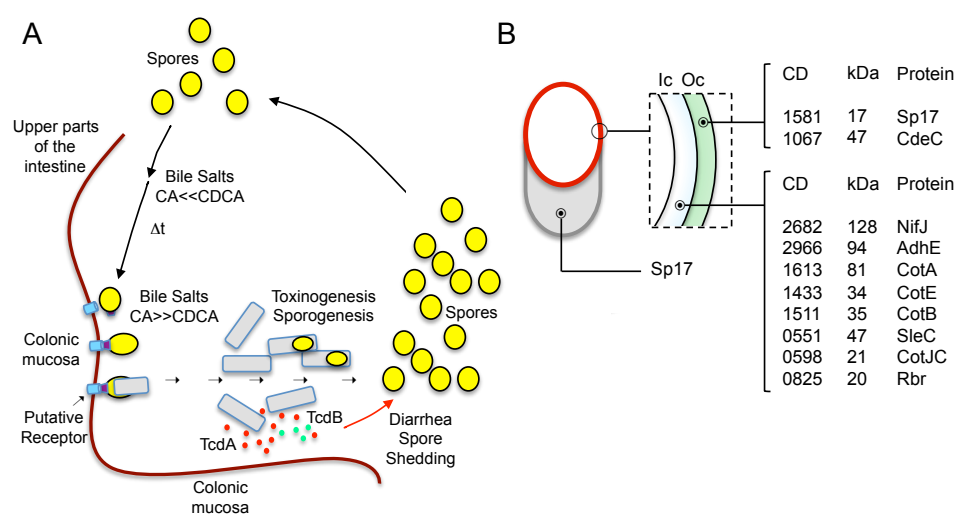 A
Spores
Upper parts
of the
intestine
Bile Salts
CA<<CDCA
Δt
Bile Salts
CA>>CDCA
Toxinogenesis
Sporogenesis
Spores
Colonic
mucosa
Putative
Receptor
TcdA
TcdB
Diarrhea
Spore
Shedding
Colonic
mucosa
B
Ic Oc
CD kDa Protein
1581 17 Sp17
1067 47 CdeC
CD kDa Protein
2682 128 NifJ
2966 94 AdhE
1613 81 CotA
1433 34 CotE
1511 35 CotB
0551 47 SleC
0598 21 CotJC
0825 20 Rbr
Sp17